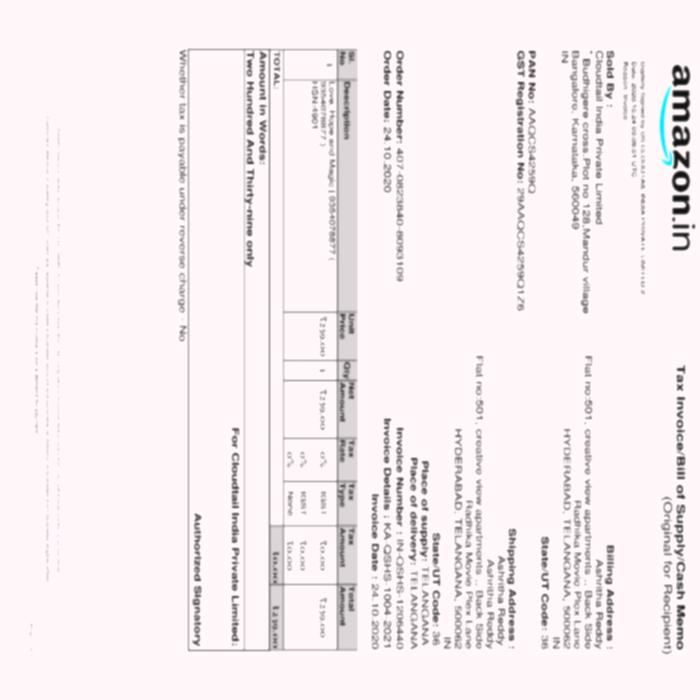 amazon.in
Tax Invoice/Bill of Supply/Cash Memo
(Original for Recipient)
Sold By :
Cloudtail India Private Limited
* Budhigere cross,Plot no 128,Mandur village
Bangalore, Karnataka, 560049
IN
PAN No: AAQCS4259Q
GST Registration No: 29AAQCS4259Q1Z6
Order Number: 407-0823840-8093109
Order Date: 24.10.2020
Billing Address :
Ashritha Reddy
Flat no:501, creative view apartments .. Back Side
Radhika Movie Plex Lane
HYDERABAD, TELANGANA, 500062
IN
State/UT Code: 36
Shipping Address :
Ashritha Reddy
Ashritha Reddy
Flat no:501, creative view apartments .. Back Side
Radhika Movie Plex Lane
HYDERABAD, TELANGANA, 500062
IN
State/UT Code: 36
Place of supply: TELANGANA
Place of delivery: TELANGANA
Invoice Number : IN-QSHS-1206440
Invoice Details : KA QSHS 1004 2021
Invoice Date : 24.10.2020
Sl. No Description Unit Price Qty Net Amount Tax Rate Tax Type Tax Amount Total Amount
1 Love, Hope and Magic | 9354078877 ( 9354078877 ) ₹239.00 1 ₹239.00 0% IGST ₹0.00 ₹239.00
HSN:4901 0% ₹0.00
0% None ₹0.00
TOTAL: ₹0.00 ₹239.00
Amount in Words:
Two Hundred And Thirty-nine only
For Cloudtail India Private Limited:
Authorized Signatory
Whether tax is payable under reverse charge - No